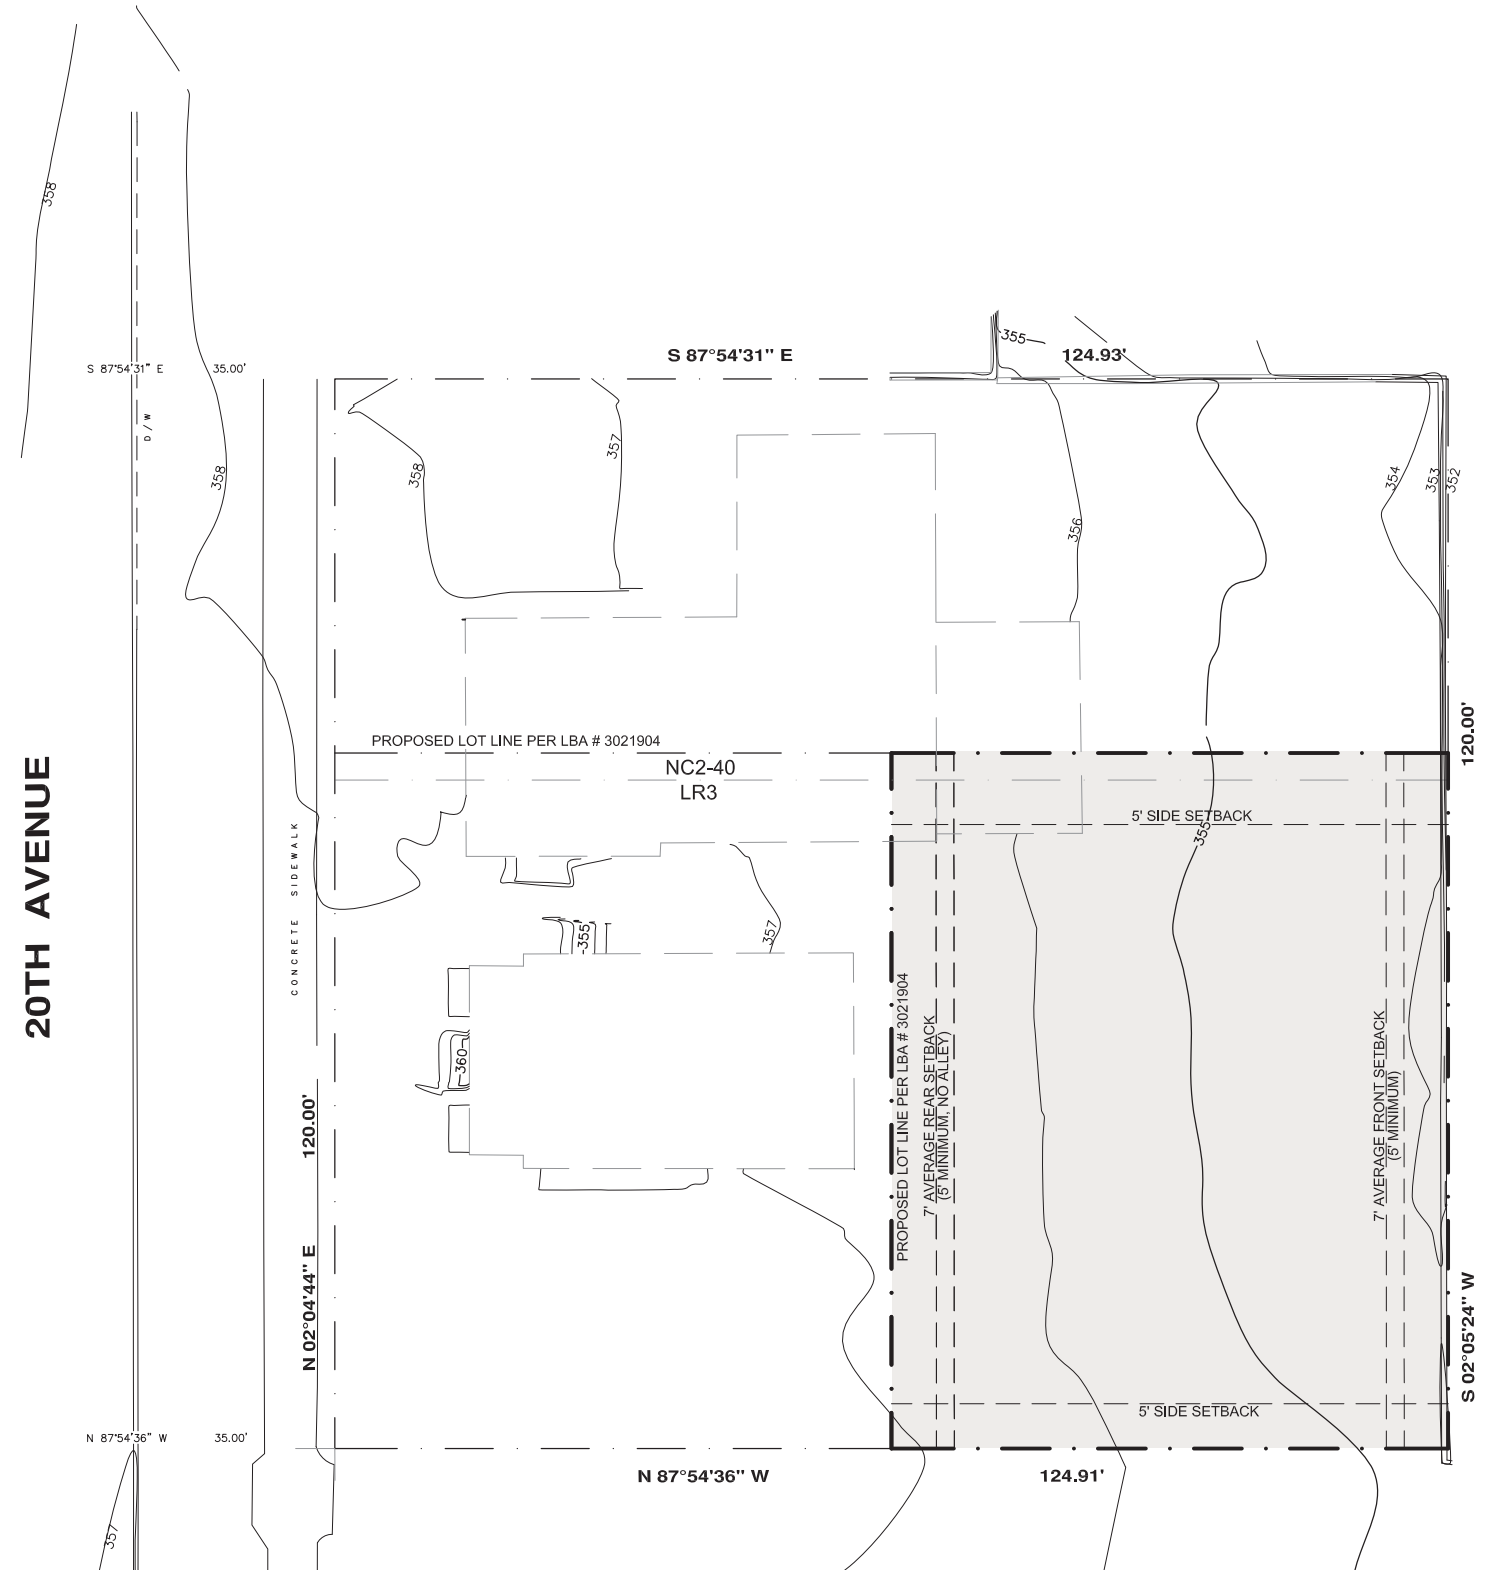 358
S 87°54'31" E
35.00'
S 87°54'31" E
355
124.93'
D / W
358
358
357
356
354
353
352
20TH AVENUE
PROPOSED LOT LINE PER LBA # 3021904
NC2-40
LR3
120.00'
5' SIDE SETBACK
355
CONCRETE SIDEWALK
355
357
360
PROPOSED LOT LINE PER LBA # 3021904
7' AVERAGE REAR SETBACK
(5' MINIMUM, NO ALLEY)
7' AVERAGE FRONT SETBACK
(5' MINIMUM)
120.00'
N 02°04'44" E
S 02°05'24" W
5' SIDE SETBACK
N 87°54'36" W
35.00'
N 87°54'36" W
124.91'
357